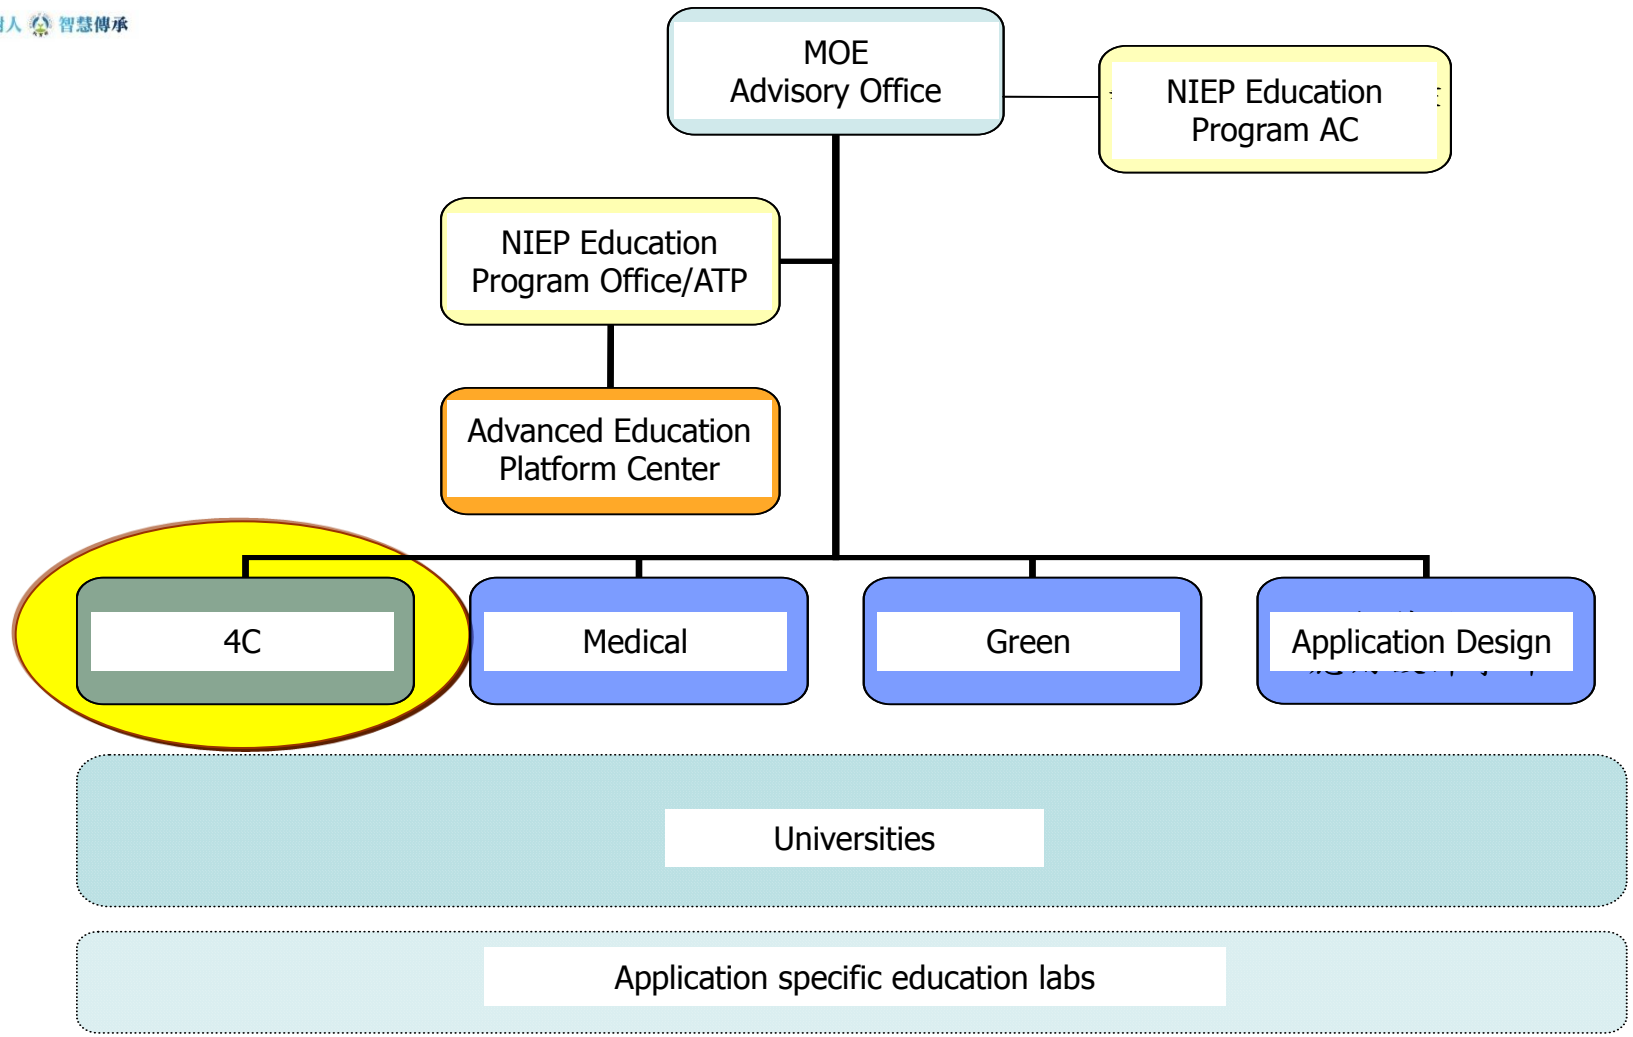 智慧傳承
MOE
Advisory Office
NIEP Education
Program AC
NIEP Education
Program Office/ATP
Advanced Education
Platform Center
4C
Medical
Green
Application Design
Universities
Application specific education labs